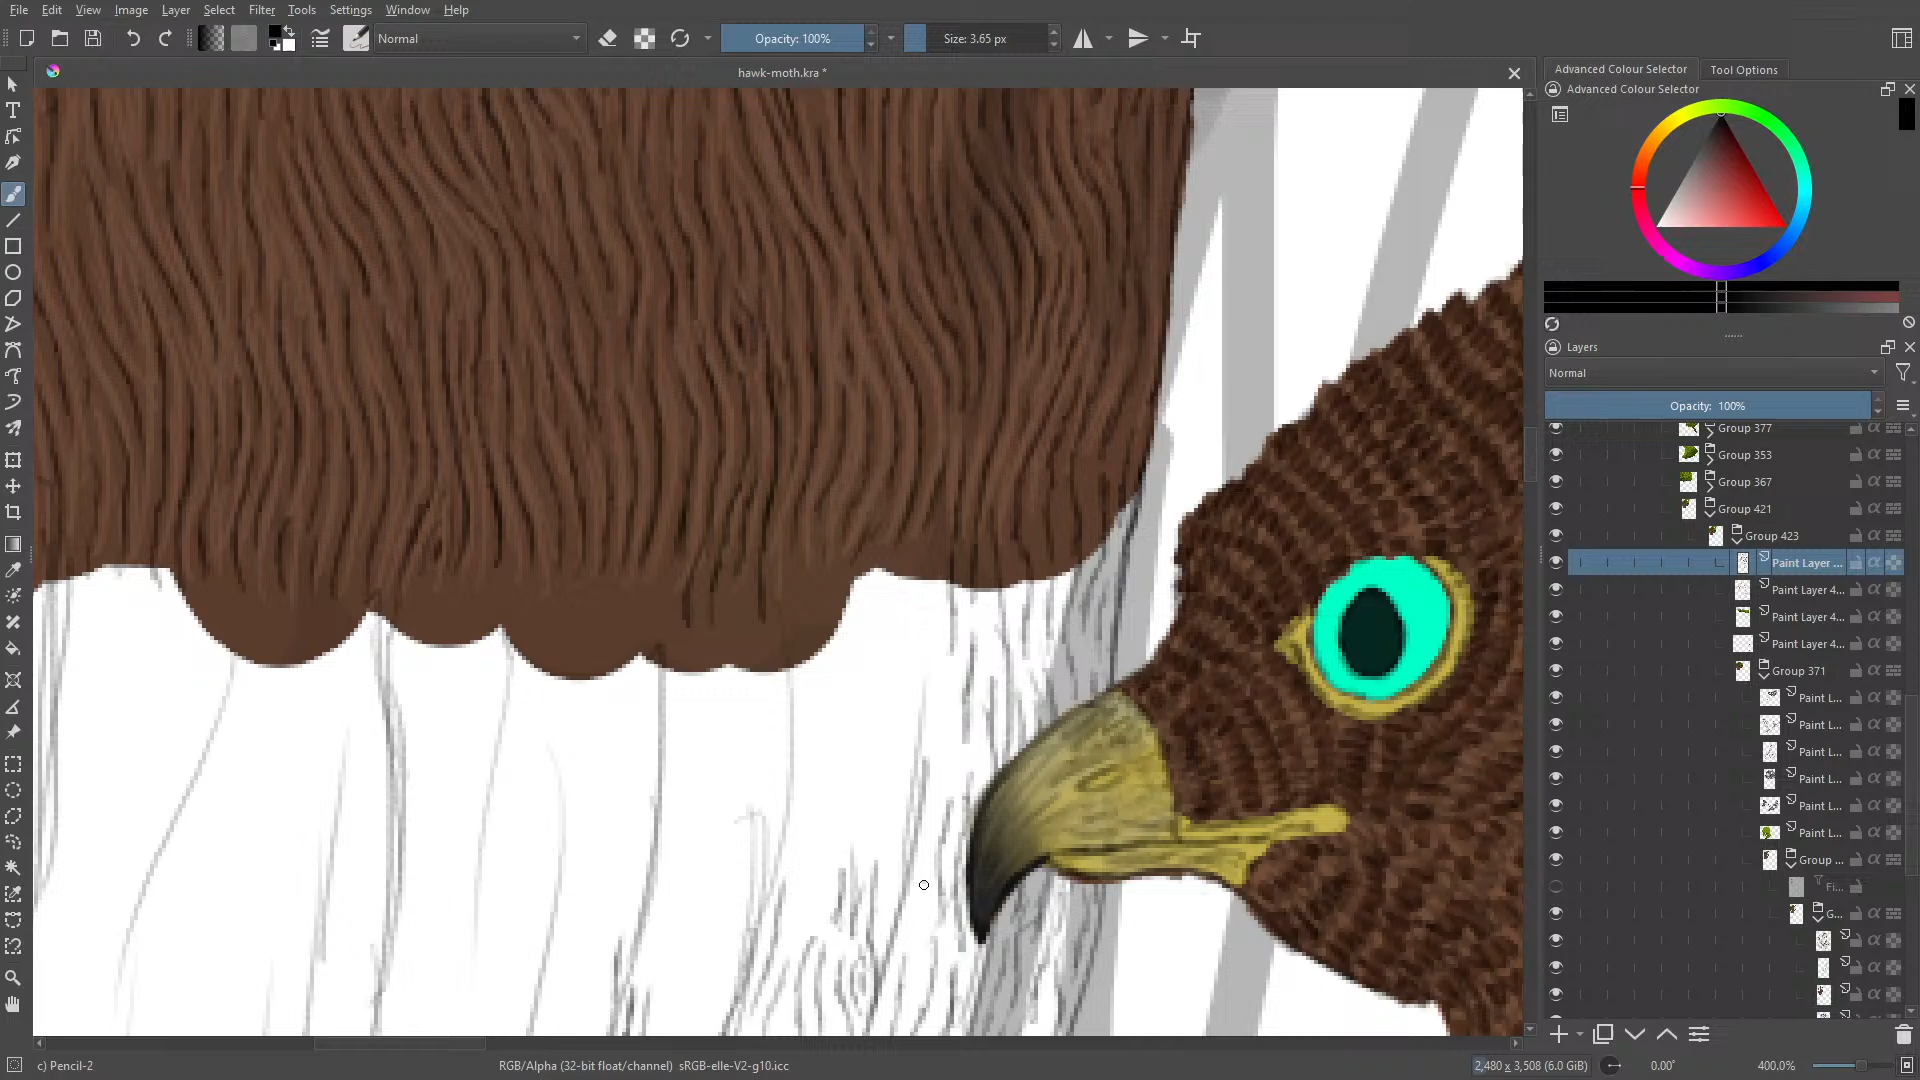 File Edit View Image Layer Select Filter Tools Settings Window Help
Normal Opacity: 100% Size: 3.65 px
hawk-moth.kra *
Advanced Colour Selector Tool Options
Advanced Colour Selector
Layers
Normal
Opacity: 100%
Group 377
Group 353
Group 367
Group 421
Group 423
Paint Layer ...
Paint Layer 4...
Paint Layer 4...
Paint Layer 4...
Group 371
Paint L...
Paint L...
Paint L...
Paint L...
Paint L...
Paint L...
Group ...
Fi...
G...
c) Pencil-2 RGB/Alpha (32-bit float/channel) sRGB-elle-V2-g10.icc 2,480 x 3,508 (6.0 GiB) 0.00° 400.0%